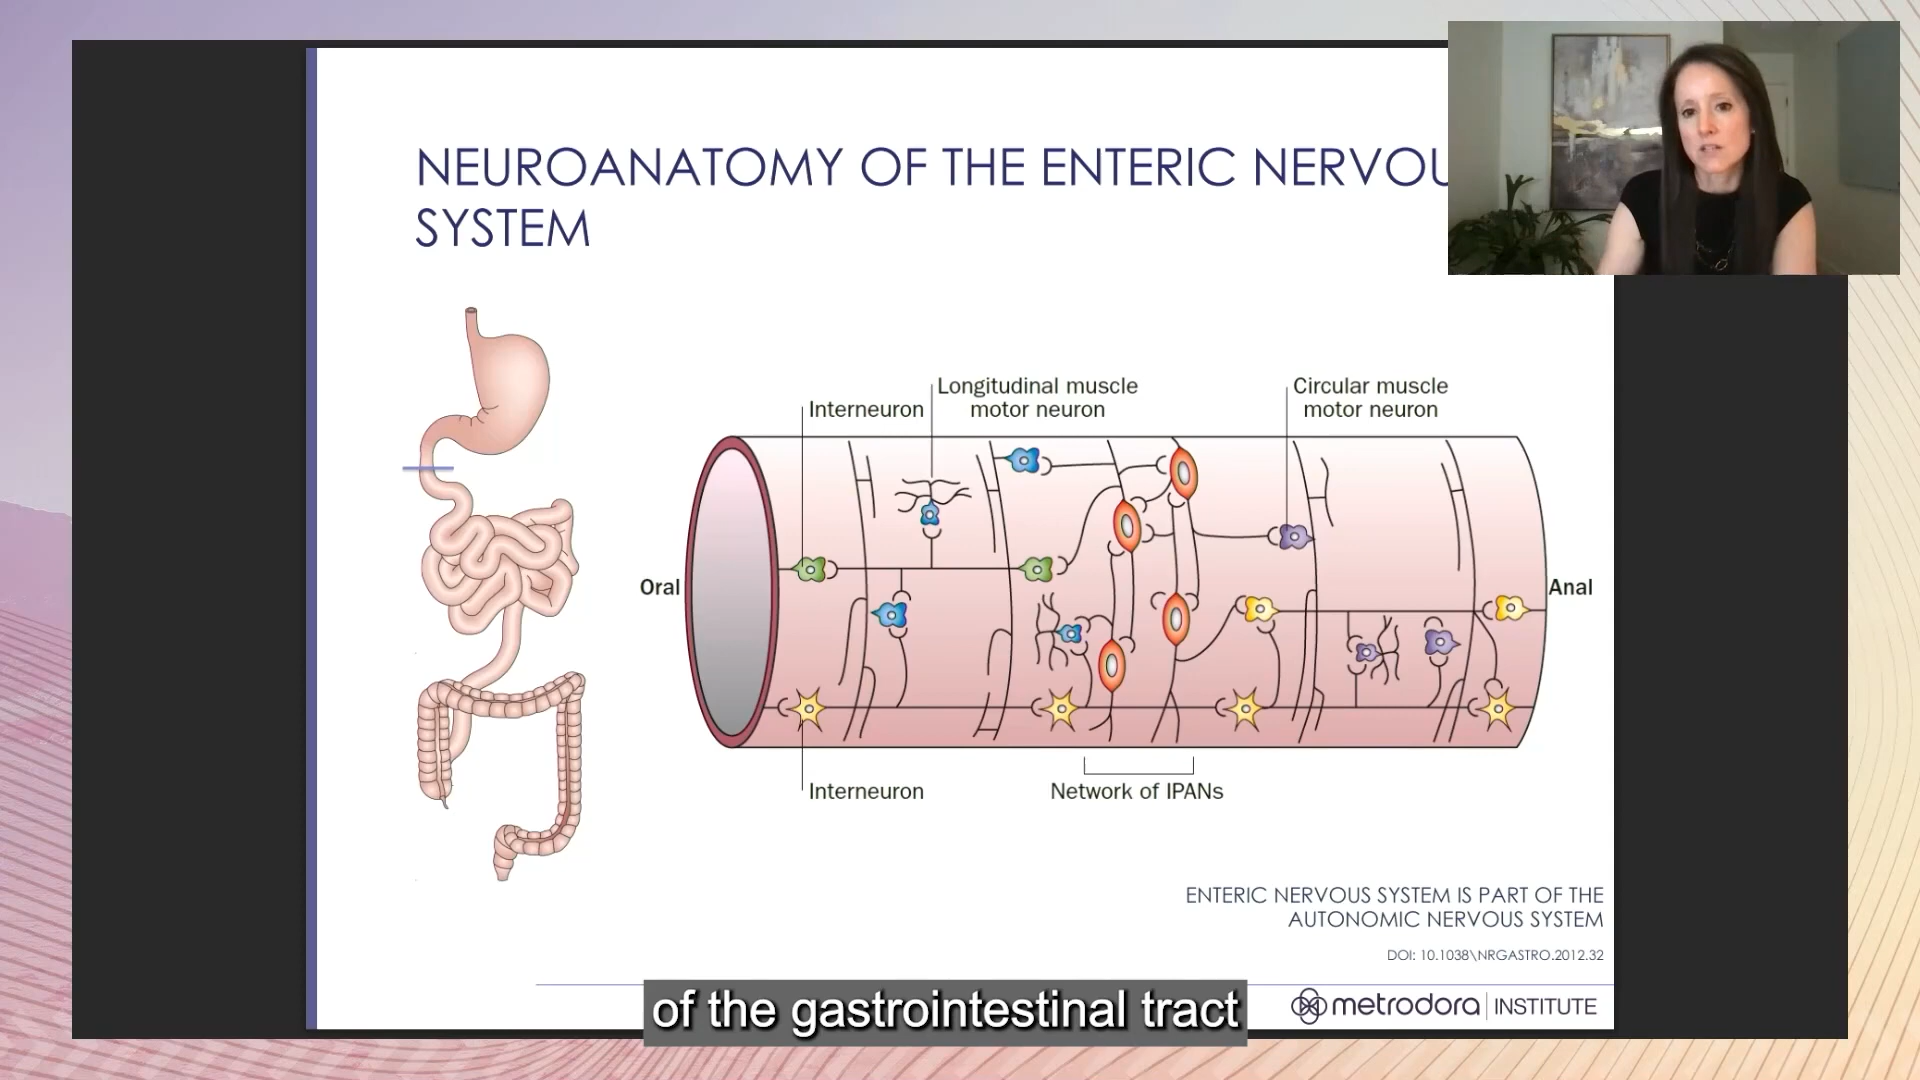 NEUROANATOMY OF THE ENTERIC NERVOU
SYSTEM
Longitudinal muscle
motor neuron
Circular muscle
motor neuron
Interneuron
Oral
Anal
Interneuron
Network of IPANs
ENTERIC NERVOUS SYSTEM IS PART OF THE
AUTONOMIC NERVOUS SYSTEM
DOI: 10.1038\NRGASTRO.2012.32
of the gastrointestinal tract
metrodora INSTITUTE